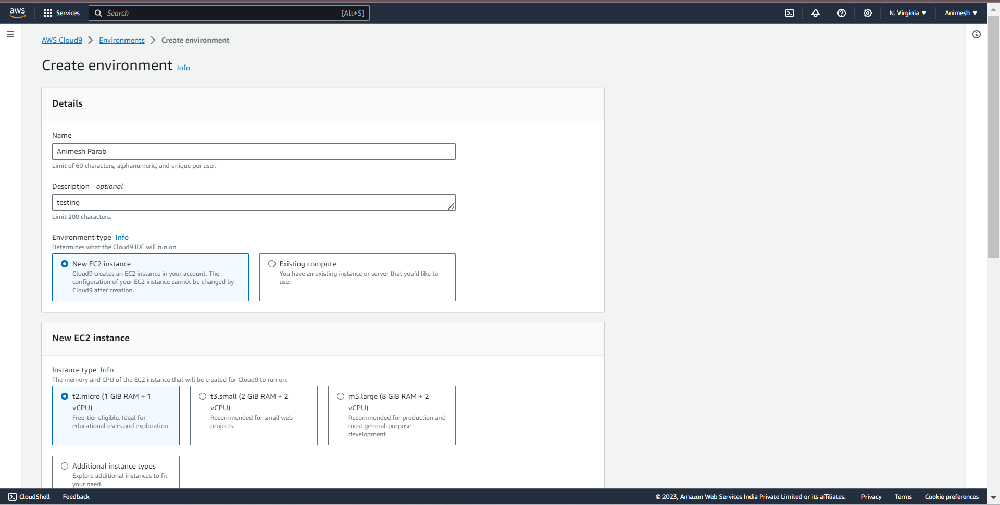 aws
Services
Search
[Alt+S]
N. Virginia
Animesh
AWS Cloud9
Environments
Create environment
Create environment Info
Details
Name
Animesh Parab
Limit of 60 characters, alphanumeric, and unique per user.
Description - optional
testing
Limit 200 characters.
Environment type Info
Determines what the Cloud9 IDE will run on.
New EC2 instance
Cloud9 creates an EC2 instance in your account. The
configuration of your EC2 instance cannot be changed by
Cloud9 after creation.
Existing compute
You have an existing instance or server that you'd like to
use.
New EC2 instance
Instance type Info
The memory and CPU of the EC2 instance that will be created for Cloud9 to run on.
t2.micro (1 GiB RAM + 1
vCPU)
Free-tier eligible. Ideal for
educational users and exploration.
t3.small (2 GiB RAM + 2
vCPU)
Recommended for small web
projects.
m5.large (8 GiB RAM + 2
vCPU)
Recommended for production and
most general-purpose
development.
Additional instance types
Explore additional instances to fit
your need.
CloudShell
Feedback
© 2023, Amazon Web Services India Private Limited or its affiliates.
Privacy
Terms
Cookie preferences